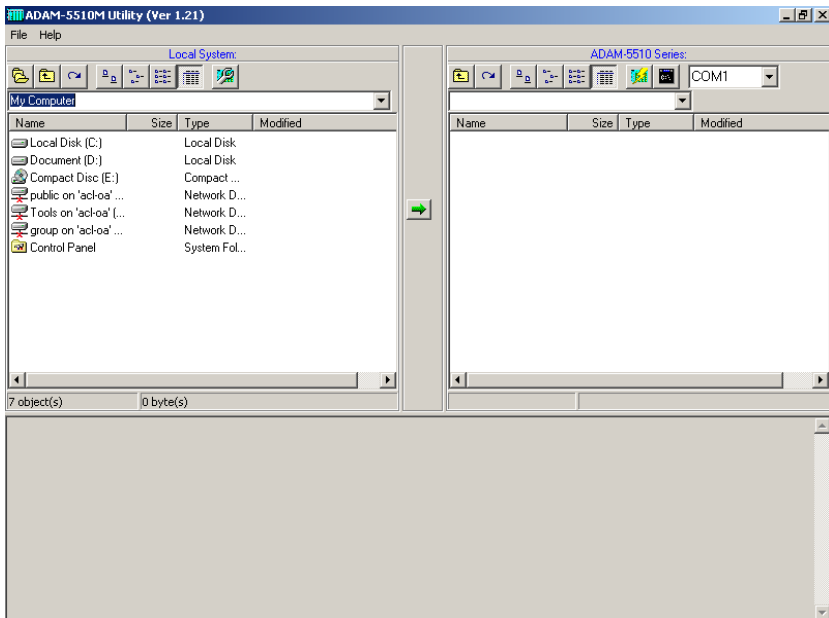 ADAM-5510M Utility (Ver 1.21)
File Help
Local System:
My Computer
Name Size Type Modified
Local Disk (C:) Local Disk
Document (D:) Local Disk
Compact Disc (E:) Compact ...
public on 'acl-oa' ... Network D...
Tools on 'acl-oa' (... Network D...
group on 'acl-oa' ... Network D...
Control Panel System Fol...
7 object(s) 0 byte(s)
ADAM-5510 Series:
COM1
Name Size Type Modified